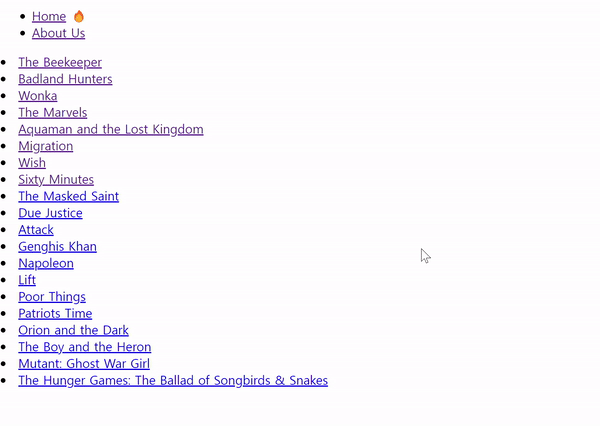 Home 🔥
About Us
The Beekeeper
Badland Hunters
Wonka
The Marvels
Aquaman and the Lost Kingdom
Migration
Wish
Sixty Minutes
The Masked Saint
Due Justice
Attack
Genghis Khan
Napoleon
Lift
Poor Things
Patriots Time
Orion and the Dark
The Boy and the Heron
Mutant: Ghost War Girl
The Hunger Games: The Ballad of Songbirds & Snakes